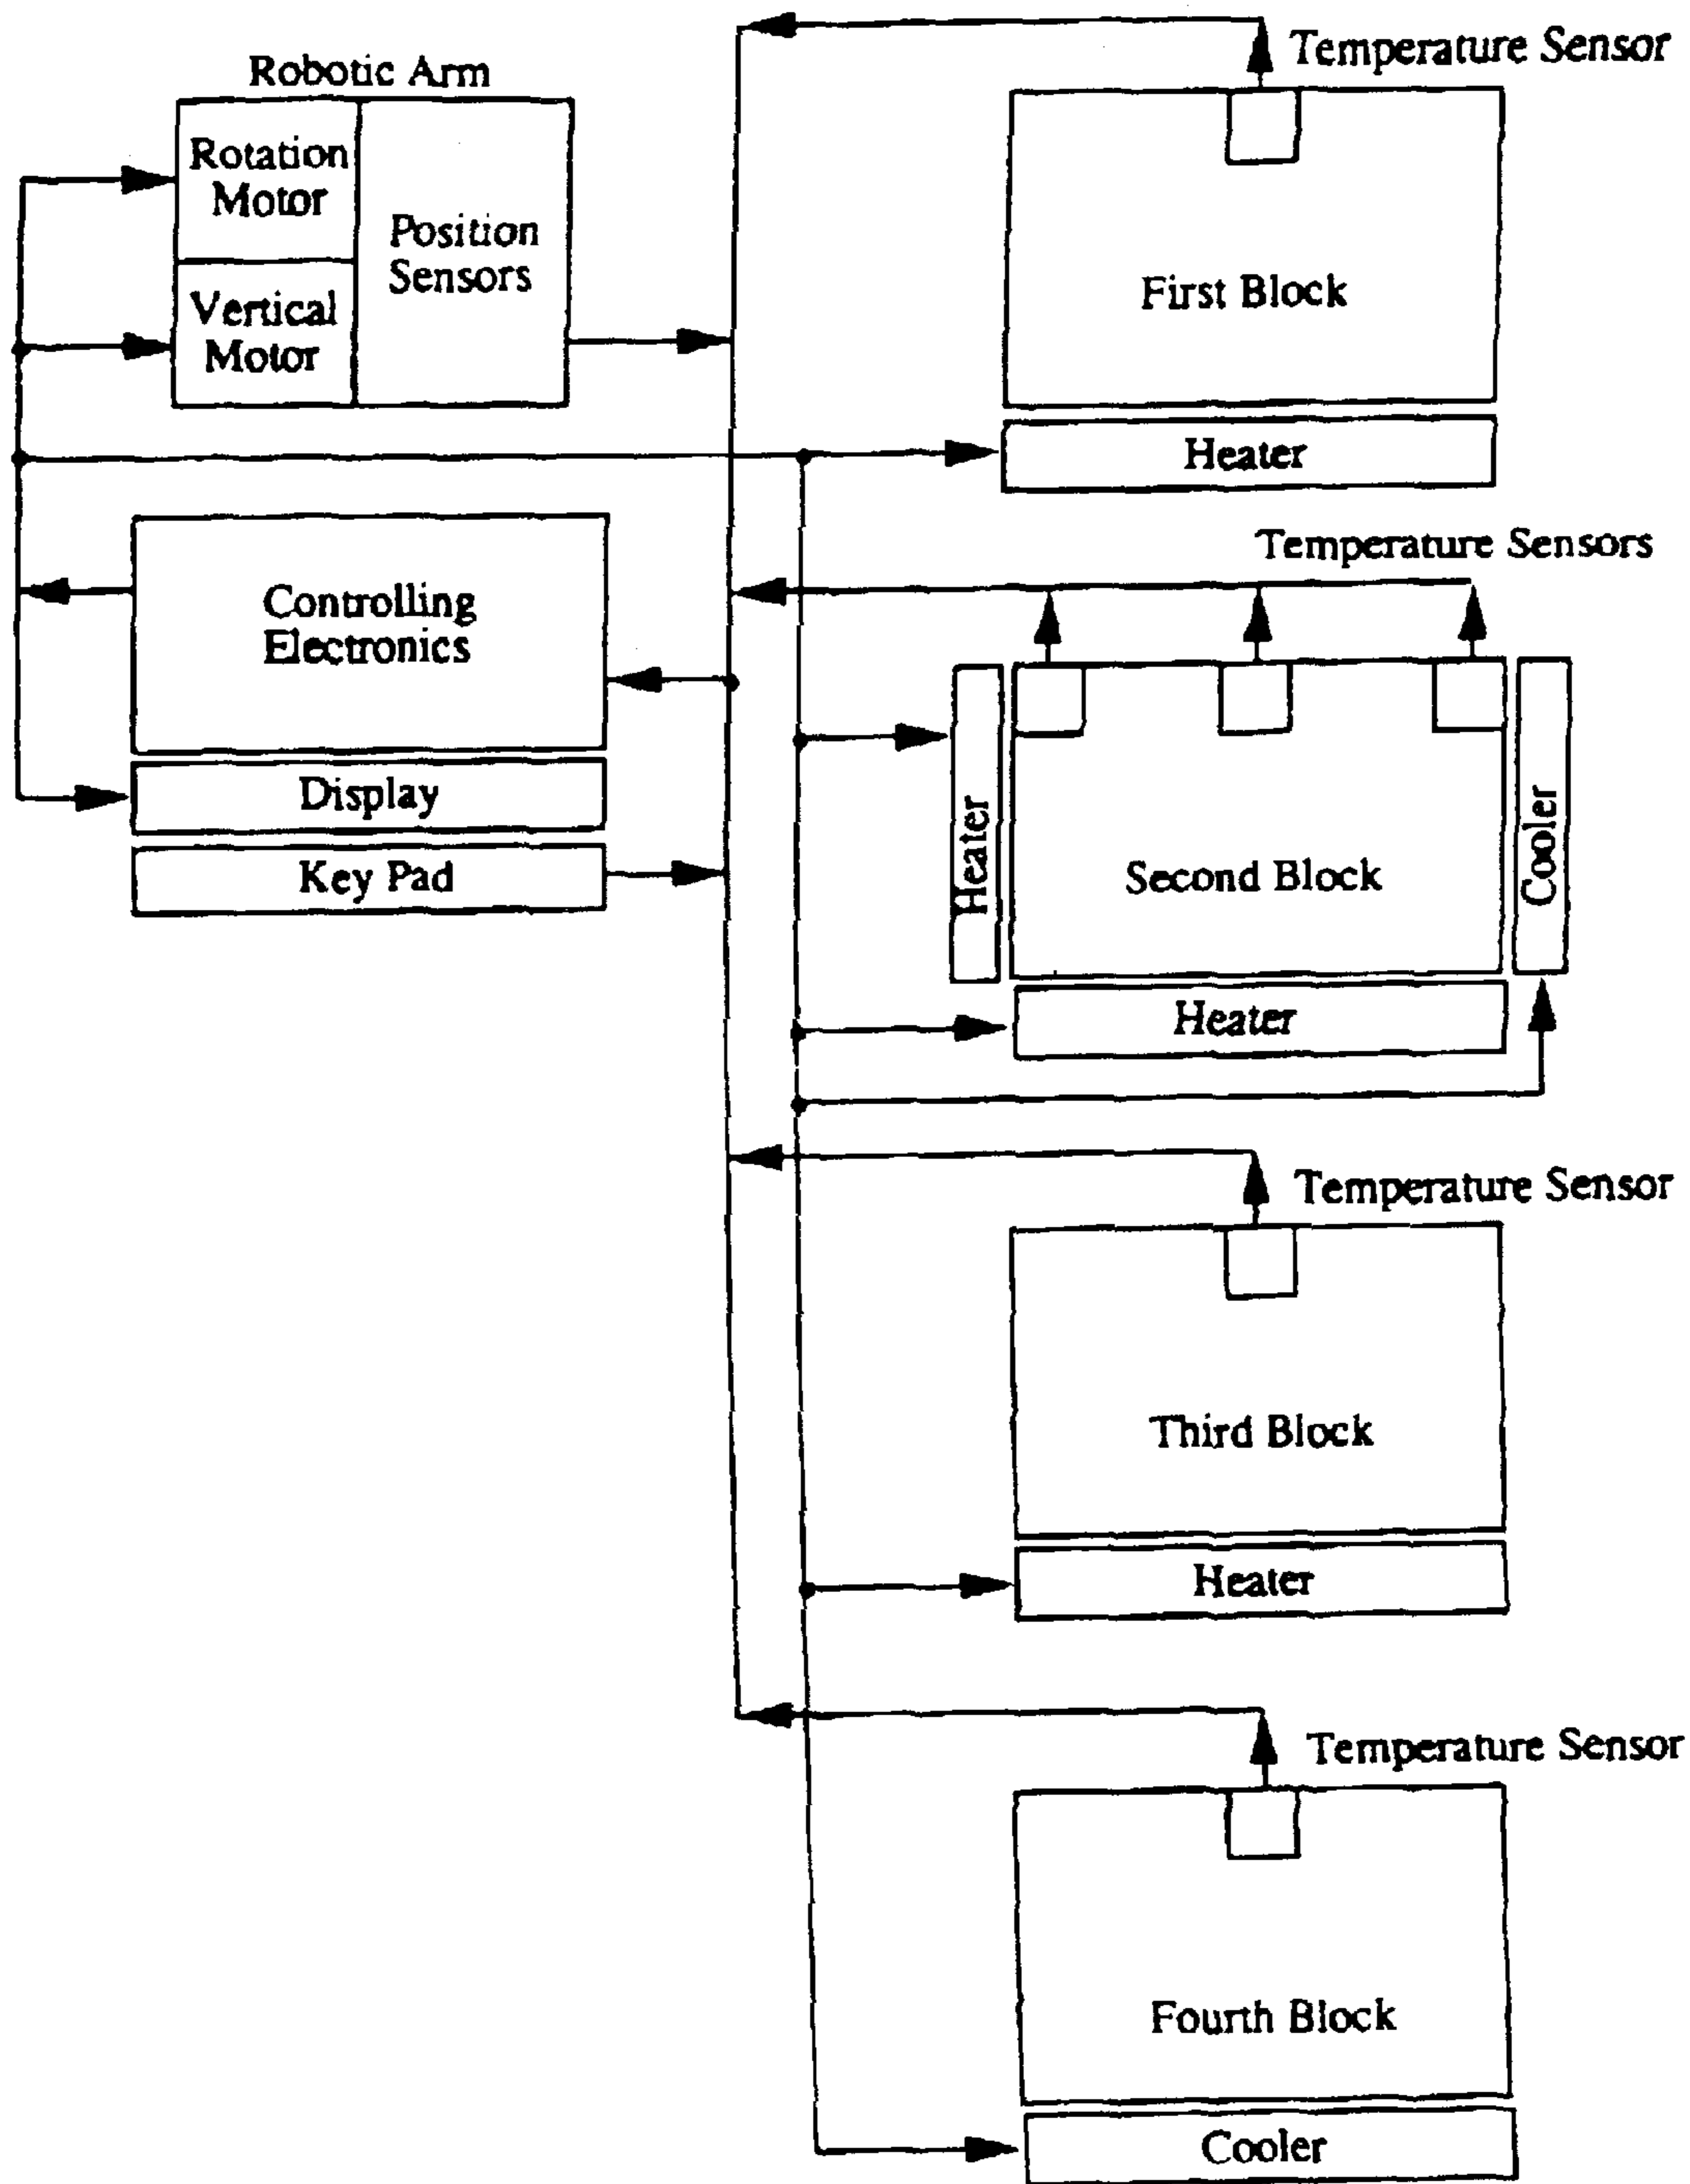 Robotic Arm
Rotation
Motor
Vertical
Motor
Position
Sensors
Controlling
Electronics
Display
Key Pad
Temperature Sensor
First Block
Heater
Temperature Sensors
Heater
Second Block
Cooler
Heater
Temperature Sensor
Third Block
Heater
Temperature Sensor
Fourth Block
Cooler